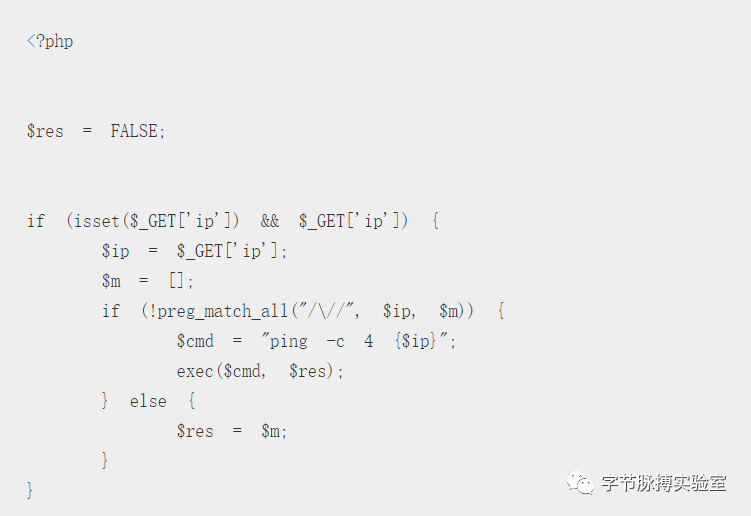 <?php
$res = FALSE;
if (isset($_GET['ip']) && $_GET['ip']) {
$ip = $_GET['ip'];
$m = [];
if (!preg_match_all("/\//", $ip, $m)) {
$cmd = "ping -c 4 {$ip}";
exec($cmd, $res);
} else {
$res = $m;
}
}
字节脉搏实验室